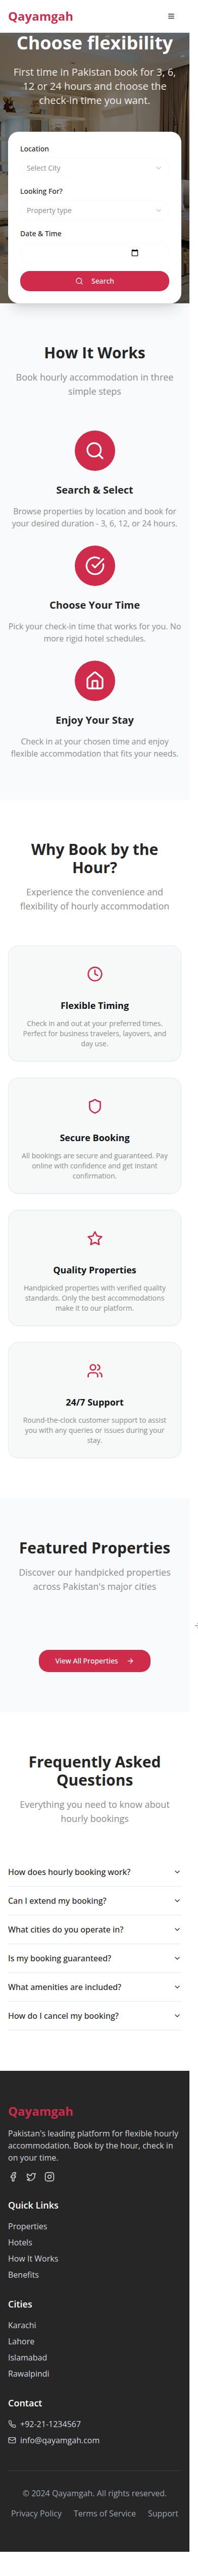 Qayamgah
Choose flexibility
First time in Pakistan book for 3, 6,
12 or 24 hours and choose the
check-in time you want.
Location
Select City
Looking For?
Property type
Date & Time
Search
How It Works
Book hourly accommodation in three
simple steps
Search & Select
Browse properties by location and book for
your desired duration - 3, 6, 12, or 24 hours.
Choose Your Time
Pick your check-in time that works for you. No
more rigid hotel schedules.
Enjoy Your Stay
Check in at your chosen time and enjoy
flexible accommodation that fits your needs.
Why Book by the
Hour?
Experience the convenience and
flexibility of hourly accommodation
Flexible Timing
Check in and out at your preferred times.
Perfect for business travelers, layovers, and
day use.
Secure Booking
All bookings are secure and guaranteed. Pay
online with confidence and get instant
confirmation.
Quality Properties
Handpicked properties with verified quality
standards. Only the best accommodations
make it to our platform.
24/7 Support
Round-the-clock customer support to assist
you with any queries or issues during your
stay.
Featured Properties
Discover our handpicked properties
across Pakistan's major cities
View All Properties
Frequently Asked
Questions
Everything you need to know about
hourly bookings
How does hourly booking work?
Can I extend my booking?
What cities do you operate in?
Is my booking guaranteed?
What amenities are included?
How do I cancel my booking?
Qayamgah
Pakistan's leading platform for flexible hourly
accommodation. Book by the hour, check in
on your time.
Quick Links
Properties
Hotels
How It Works
Benefits
Cities
Karachi
Lahore
Islamabad
Rawalpindi
Contact
+92-21-1234567
info@qayamgah.com
© 2024 Qayamgah. All rights reserved.
Privacy Policy Terms of Service Support